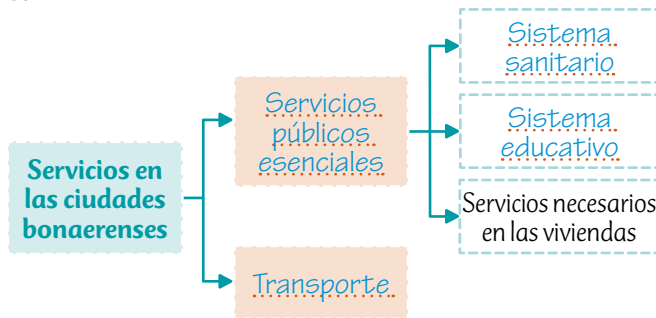 Servicios en
las ciudades
bonaerenses
Servicios
públicos
esenciales
Transporte
Sistema
sanitario
Sistema
educativo
Servicios necesarios
en las viviendas